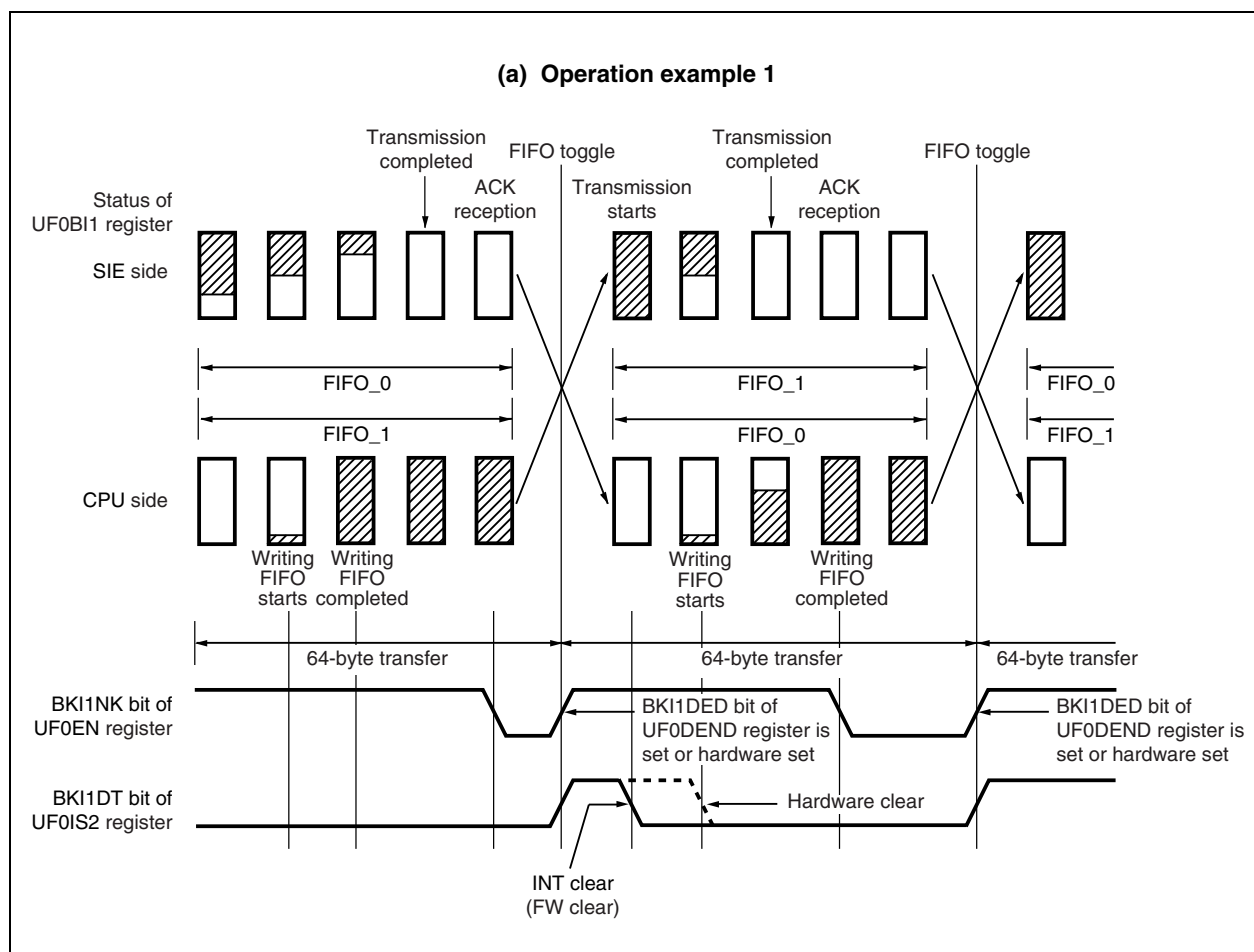 (a) Operation example 1
Transmission
completed
FIFO toggle
Transmission
completed
FIFO toggle
Status of
UF0BI1 register
ACK
reception
Transmission
starts
ACK
reception
SIE side
FIFO_0
FIFO_1
FIFO_0
FIFO_1
FIFO_0
FIFO_1
CPU side
Writing
FIFO
starts
Writing
FIFO
completed
Writing
FIFO
starts
Writing
FIFO
completed
64-byte transfer
64-byte transfer
64-byte transfer
BKI1NK bit of
UF0EN register
BKI1DED bit of
UF0DEND register is
set or hardware set
BKI1DED bit of
UF0DEND register is
set or hardware set
BKI1DT bit of
UF0IS2 register
Hardware clear
INT clear
(FW clear)